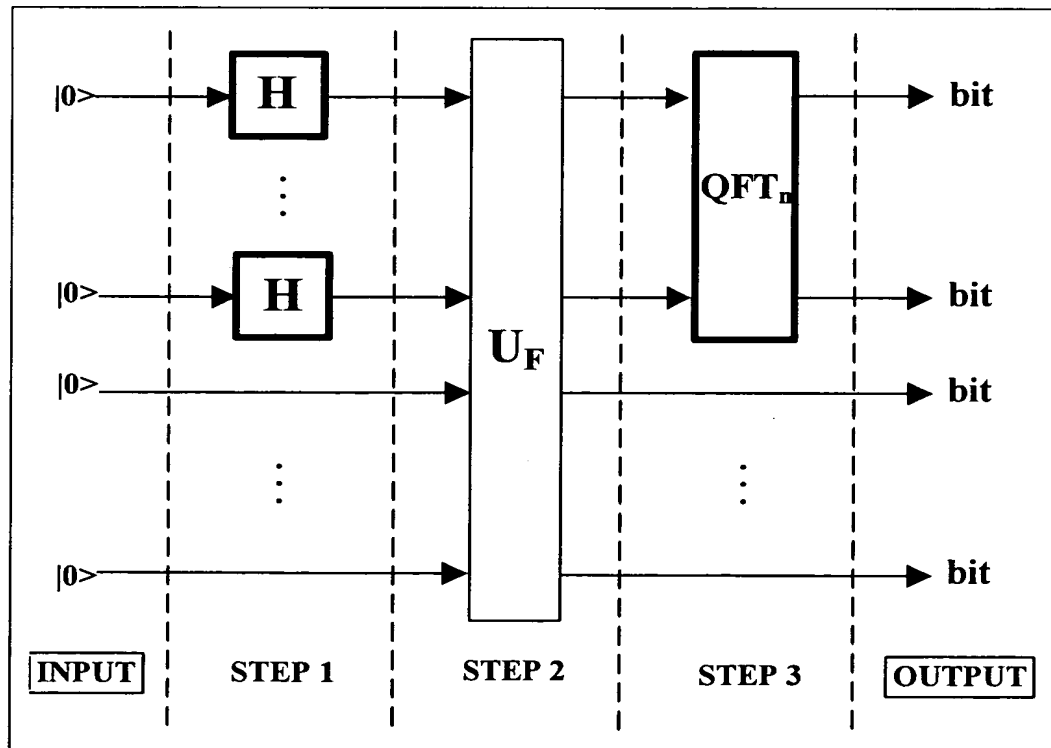 |0>
H
bit
QFTn
|0>
H
bit
UF
|0>
bit
|0>
bit
INPUT
STEP 1
STEP 2
STEP 3
OUTPUT